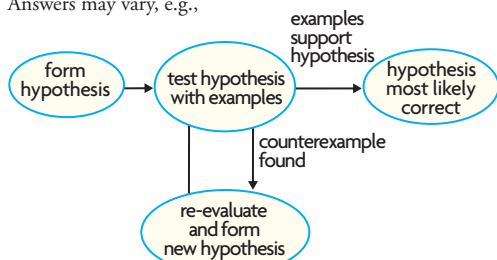 Answers may vary, e.g.,
examples
support
hypothesis
form
hypothesis
test hypothesis
with examples
hypothesis
most likely
correct
counterexample
found
re-evaluate
and form
new hypothesis